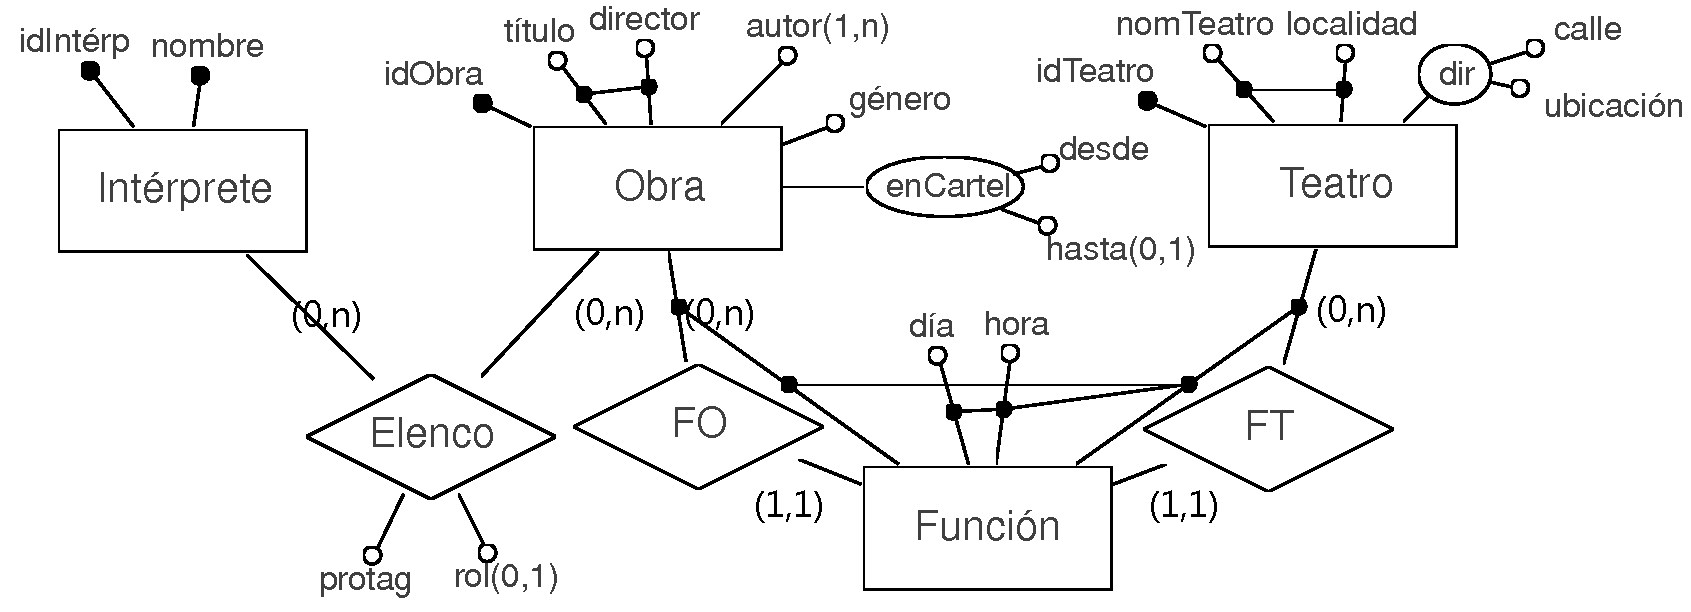 idIntérp
nombre
Intérprete
idObra
título
director
autor(1,n)
género
Obra
enCartel
desde
hasta(0,1)
idTeatro
nomTeatro
localidad
dir
calle
ubicación
Teatro
(0,n)
(0,n)
(0,n)
(0,n)
día
hora
Elenco
FO
FT
protag
rol(0,1)
(1,1)
(1,1)
Función